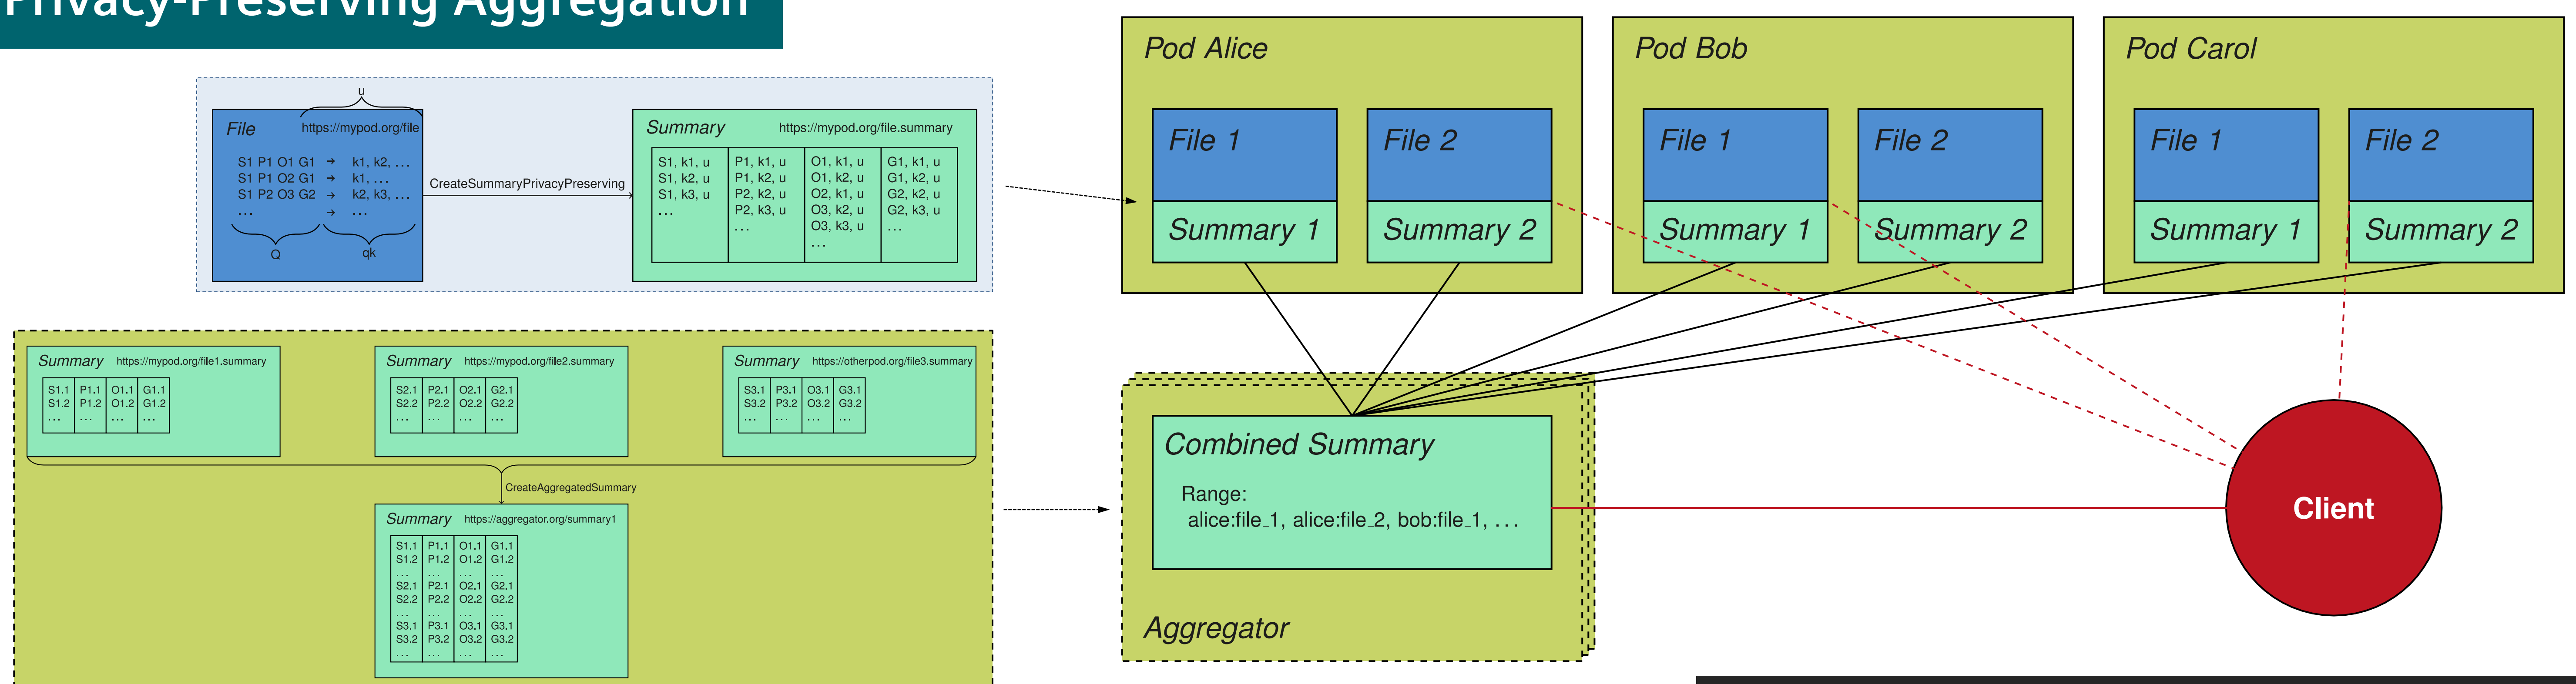 Privacy-Preserving Aggregation
u
File https://mypod.org/file
S1 P1 O1 G1 → k1, k2, ...
S1 P1 O2 G1 → k1, ...
S1 P2 O3 G2 → k2, k3, ...
... → ...
Q qk
CreateSummaryPrivacyPreserving
Summary https://mypod.org/file.summary
S1, k1, u P1, k1, u O1, k1, u G1, k1, u
S1, k2, u P1, k2, u O1, k2, u G1, k2, u
S1, k3, u P2, k2, u O2, k1, u G2, k2, u
... P2, k3, u O3, k2, u G2, k3, u
... O3, k3, u ...
...
Summary https://mypod.org/file1.summary
S1.1 P1.1 O1.1 G1.1
S1.2 P1.2 O1.2 G1.2
... ... ... ...
Summary https://mypod.org/file2.summary
S2.1 P2.1 O2.1 G2.1
S2.2 P2.2 O2.2 G2.2
... ... ... ...
Summary https://otherpod.org/file3.summary
S3.1 P3.1 O3.1 G3.1
S3.2 P3.2 O3.2 G3.2
... ... ... ...
CreateAggregatedSummary
Summary https://aggregator.org/summary1
S1.1 P1.1 O1.1 G1.1
S1.2 P1.2 O1.2 G1.2
... ... ... ...
S2.1 P2.1 O2.1 G2.1
S2.2 P2.2 O2.2 G2.2
... ... ... ...
S3.1 P3.1 O3.1 G3.1
S3.2 P3.2 O3.2 G3.2
... ... ... ...
Pod Alice
File 1 File 2
Summary 1 Summary 2
Pod Bob
File 1 File 2
Summary 1 Summary 2
Pod Carol
File 1 File 2
Summary 1 Summary 2
Combined Summary
Range:
alice:file_1, alice:file_2, bob:file_1, ...
Aggregator
Client